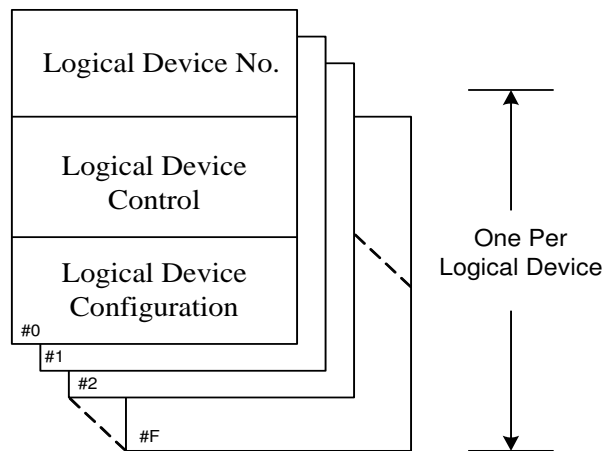 Logical Device No.
Logical Device
Control
Logical Device
Configuration
#0
#1
#2
#F
One Per
Logical Device